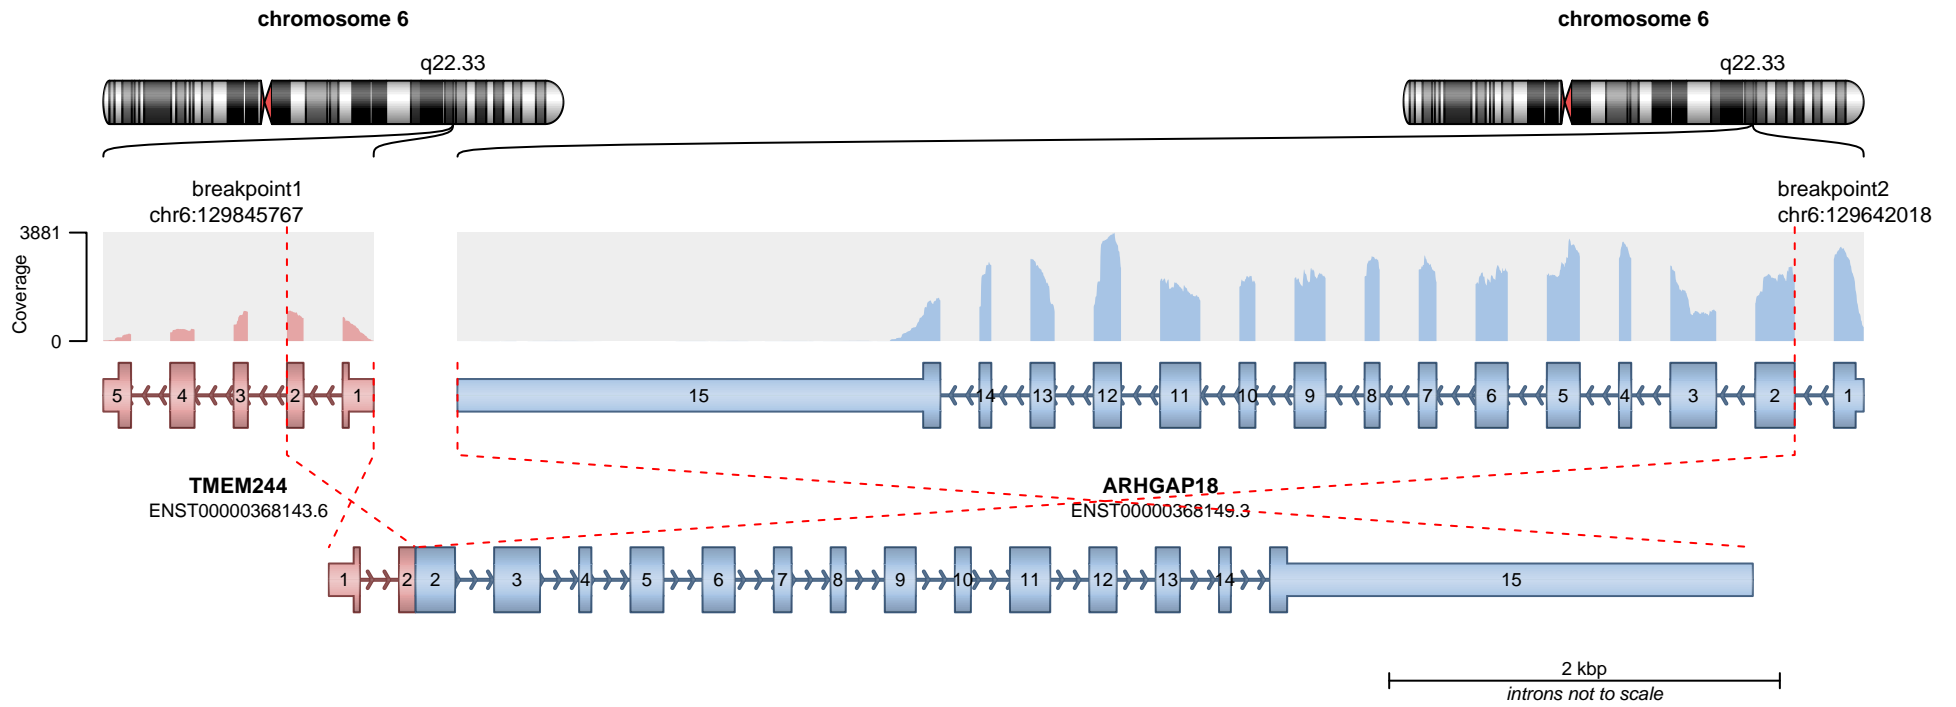 chromosome 6
chromosome 6
q22.33
q22.33
breakpoint1
chr6:129845767
breakpoint2
chr6:129642018
3881
Coverage
0
5 4 3 2 1
15 14 13 12 11 10 9 8 7 6 5 4 3 2 1
TMEM244
ENST00000368143.6
ARHGAP18
ENST00000368149.3
1 2 2 3 4 5 6 7 8 9 10 11 12 13 14 15
2 kbp
introns not to scale